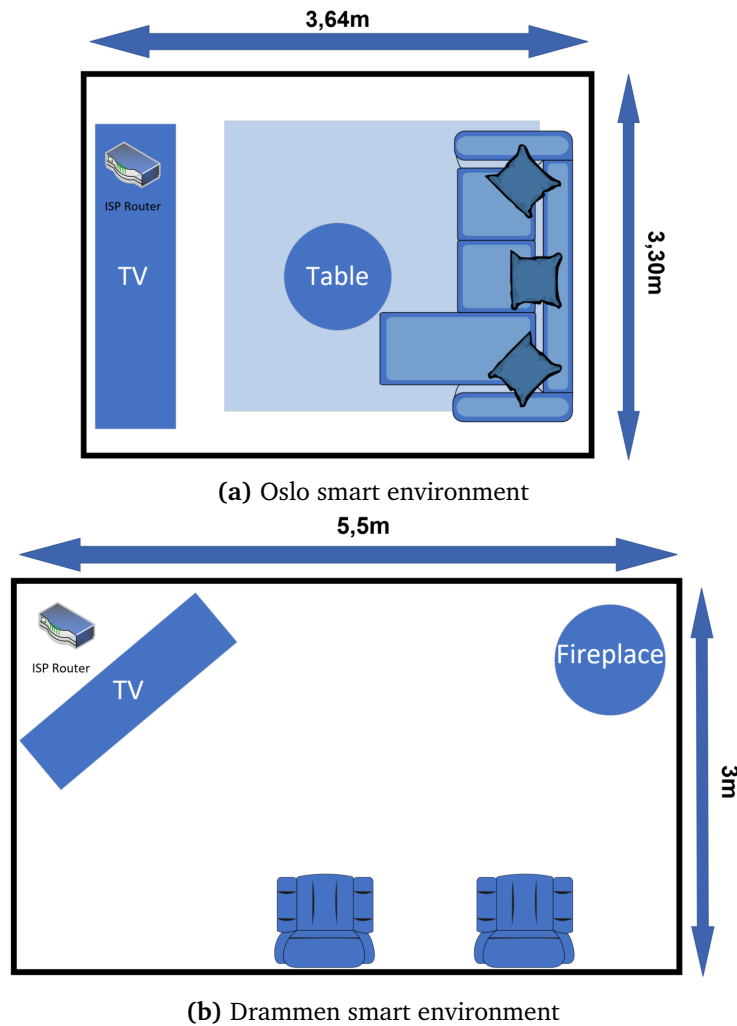 3,64m
3,30m
ISP Router
TV
Table
(a) Oslo smart environment
5,5m
ISP Router
TV
Fireplace
3m
(b) Drammen smart environment